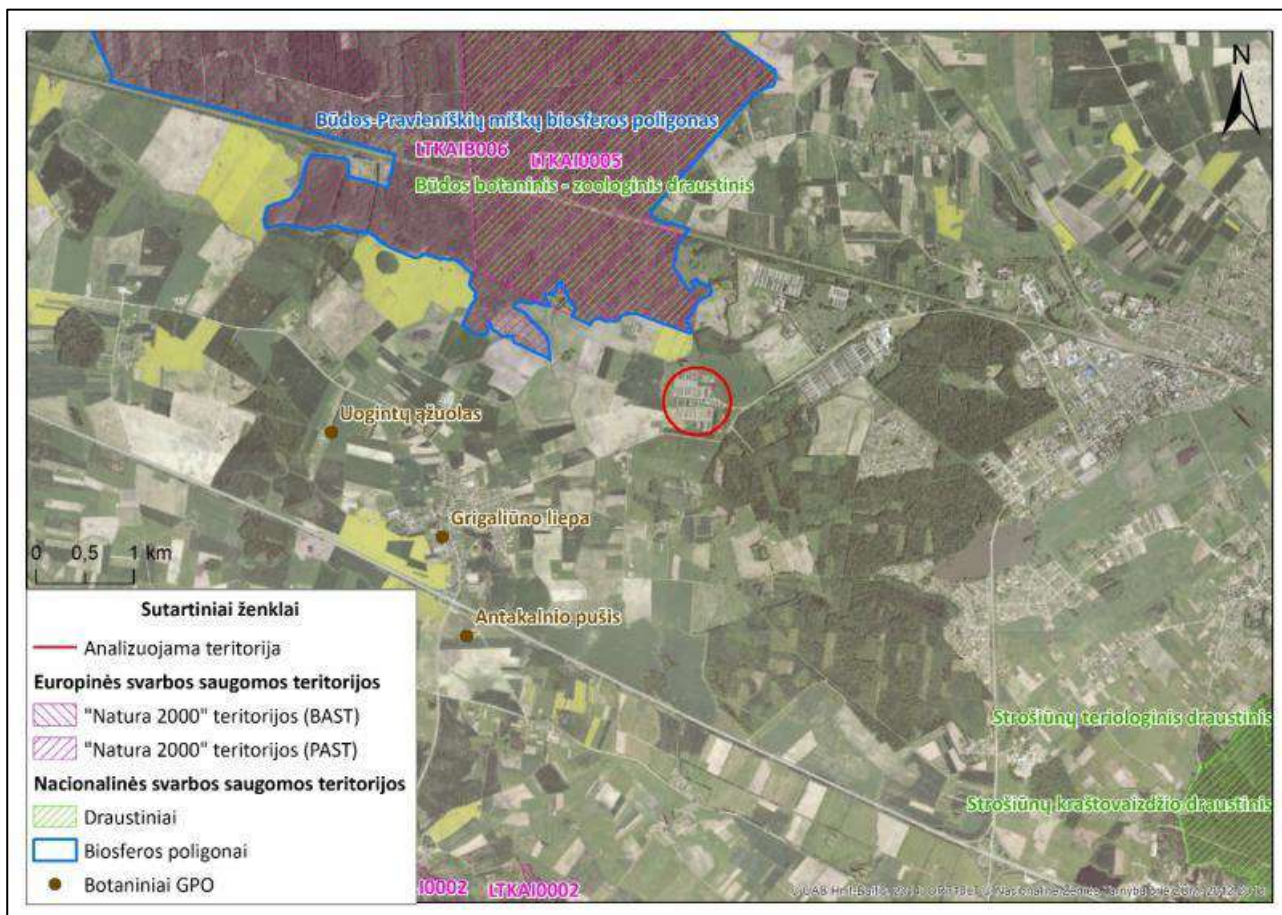 N
Būdos-Pravieniškių miškų biosferos poligonas
LTKAIB006
LTKAI0005
Būdos botaninis - zoologinis draustinis
Uogintų ąžuolas
Grigaliūno liepa
0 0,5 1 km
Antakalnio pušis
Sutartiniai ženklai
Analizuojama teritorija
Europinės svarbos saugomos teritorijos
"Natura 2000" teritorijos (BAST)
"Natura 2000" teritorijos (PAST)
Nacionalinės svarbos saugomos teritorijos
Draustiniai
Biosferos poligonai
Botaniniai GPO
Strošiūnų teriologinis draustinis
Strošiūnų kraštovaizdžio draustinis
I0002
LTKAI0002